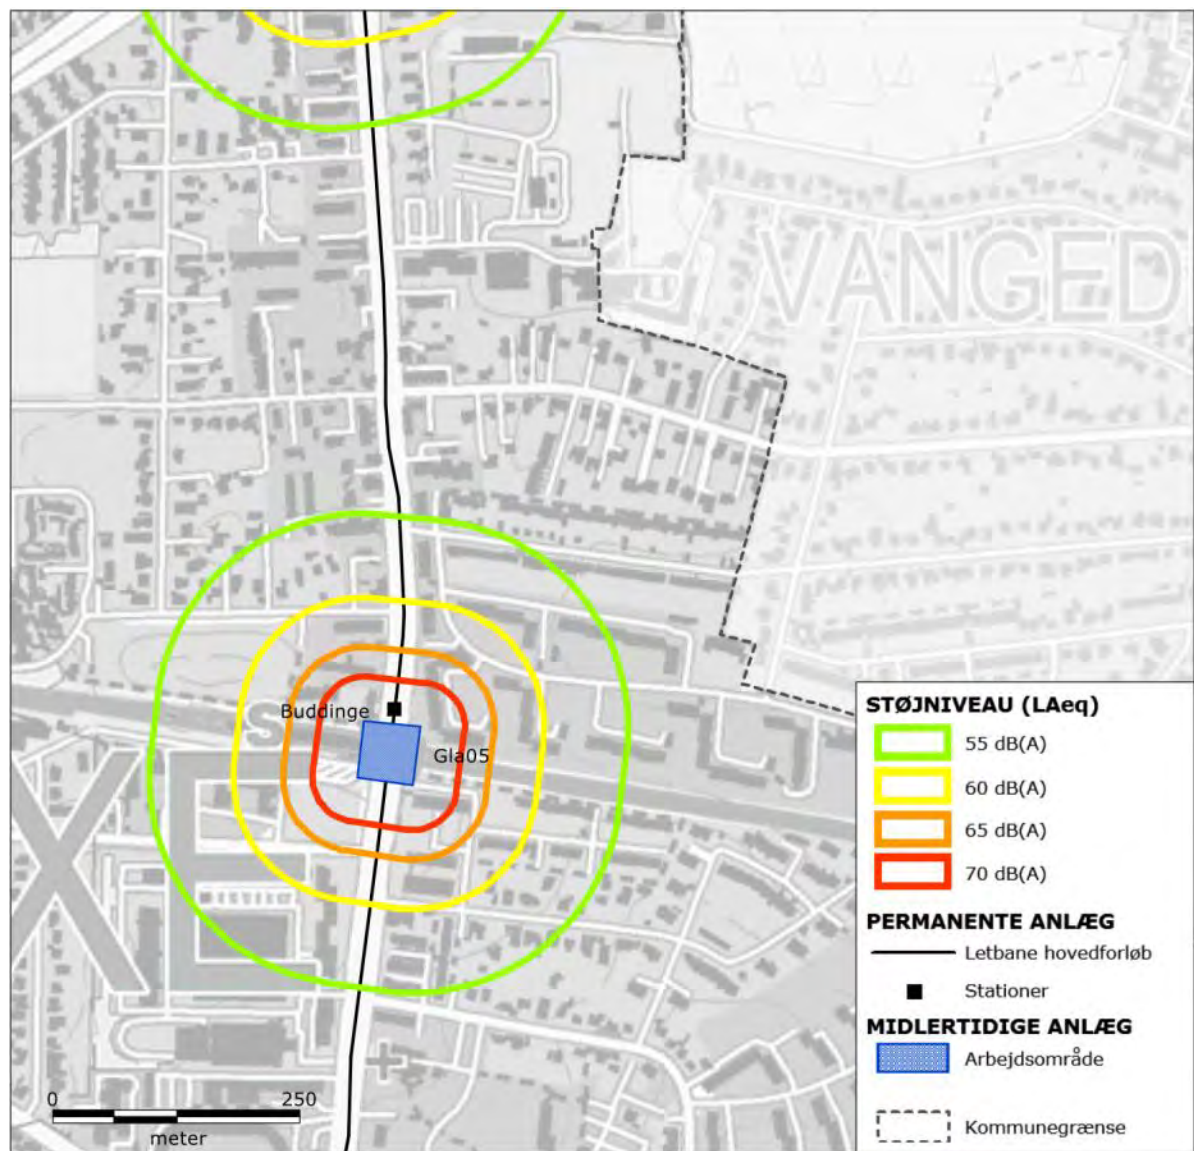 VANGED
Buddinge
S
Gla05
XE
0 250
meter
STØJNIVEAU (LAeq)
55 dB(A)
60 dB(A)
65 dB(A)
70 dB(A)
PERMANENTE ANLÆG
Letbane hovedforløb
Stationer
MIDLERTIDIGE ANLÆG
Arbejdsområde
Kommunegrænse